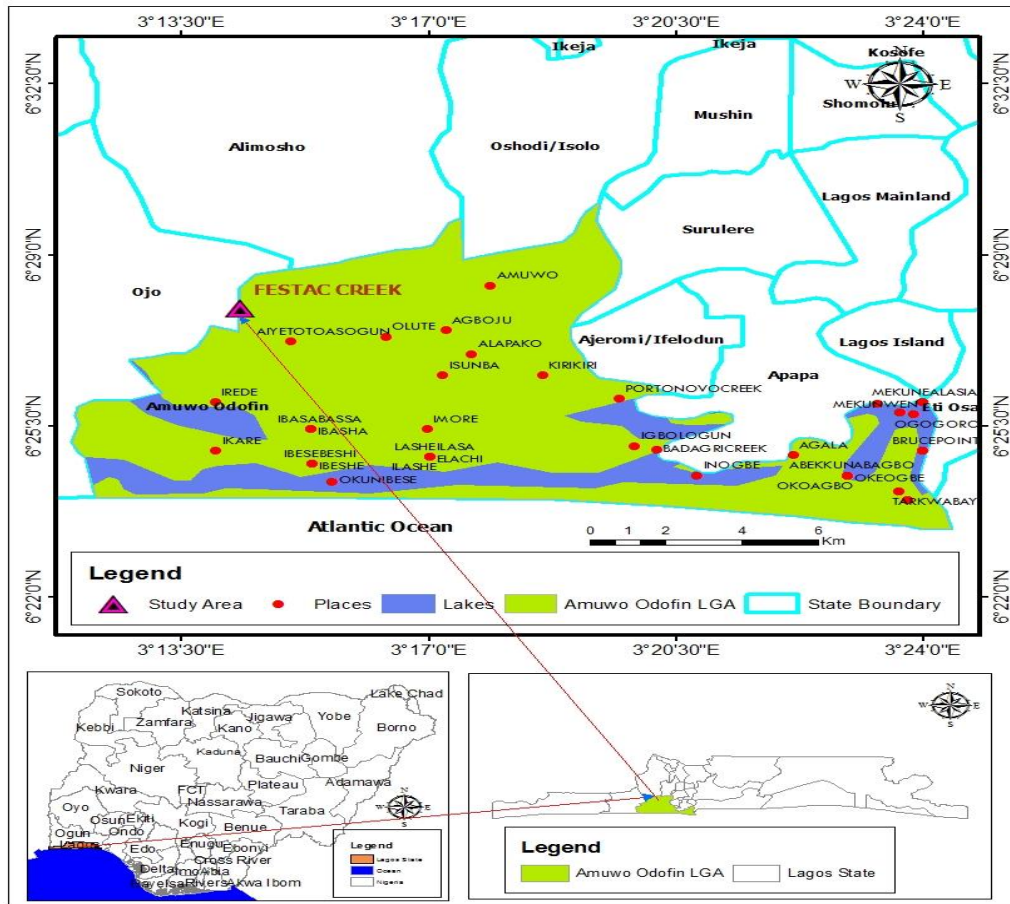 3°13'30"E 3°17'0"E 3°20'30"E 3°24'0"E
6°32'30"N 6°32'30"N
6°29'0"N 6°29'0"N
6°25'30"N 6°25'30"N
6°22'0"N 6°22'0"N
Ikeja
Ikeja
Kosofe
N
W E
S
Shomolu
Mushin
Alimosho
Oshodi/Isolo
Lagos Mainland
Surulere
Ojo
AMUWO
FESTAC CREEK
AIYETOTOASOGUN
OLUTE
AGBOJU
ALAPAKO
Ajeromi/Ifelodun
Lagos Island
ISUNBA
KIRIKIRI
Apapa
IREDE
PORTONOVOCREEK
MEKUNEALASIA
Amuwo Odofin
MEKUNWEN
Eti Osa
IBASABASSA
IBASHA
IMORE
OGOGORO
IKARE
IGBOLOGUN
BADAGRICREEK
AGALA
BRUCEPOINT
LASHEILASA
ELACHI
ILASHE
IBESEBESHI
IBESHE
INOGBE
ABEKKUNABAGBO
OKEOGBE
OKUNIBESE
OKOAGBO
TARKWABAY
Atlantic Ocean
0 1 2 4 6
Km
Legend
Study Area Places Lakes Amuwo Odofin LGA State Boundary
3°13'30"E 3°17'0"E 3°20'30"E 3°24'0"E
Sokoto
Lake Chad
Katsina
Kebbi
Zamfara
Kano
Jigawa
Yobe
Borno
Kaduna
Bauchi
Gombe
Niger
Adamawa
Kwara
FCT
Plateau
Nassarawa
Taraba
Oyo
Osun
Ekiti
Kogi
Benue
Ogun
Ondo
Lagos
Edo
Enugu
Ebonyi
Cross River
Delta
Imo
Abia
Bayelsa
Rivers
Akwa Ibom
N
W E
S
Legend
Lagos State
Ocean
Nigeria
N
W E
S
Legend
Amuwo Odofin LGA Lagos State